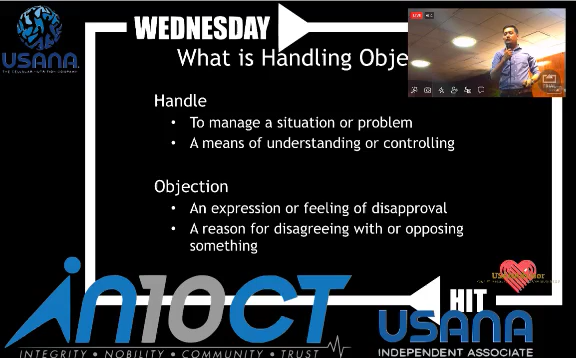 WEDNESDAY
USANA
THE CELLULAR NUTRITION COMPANY
What is Handling Obje
LIVE
Handle
• To manage a situation or problem
• A means of understanding or controlling
Objection
• An expression or feeling of disapproval
• A reason for disagreeing with or opposing
something
in10CT
INTEGRITY • NOBILITY • COMMUNITY • TRUST
HIT
USANA
INDEPENDENT ASSOCIATE